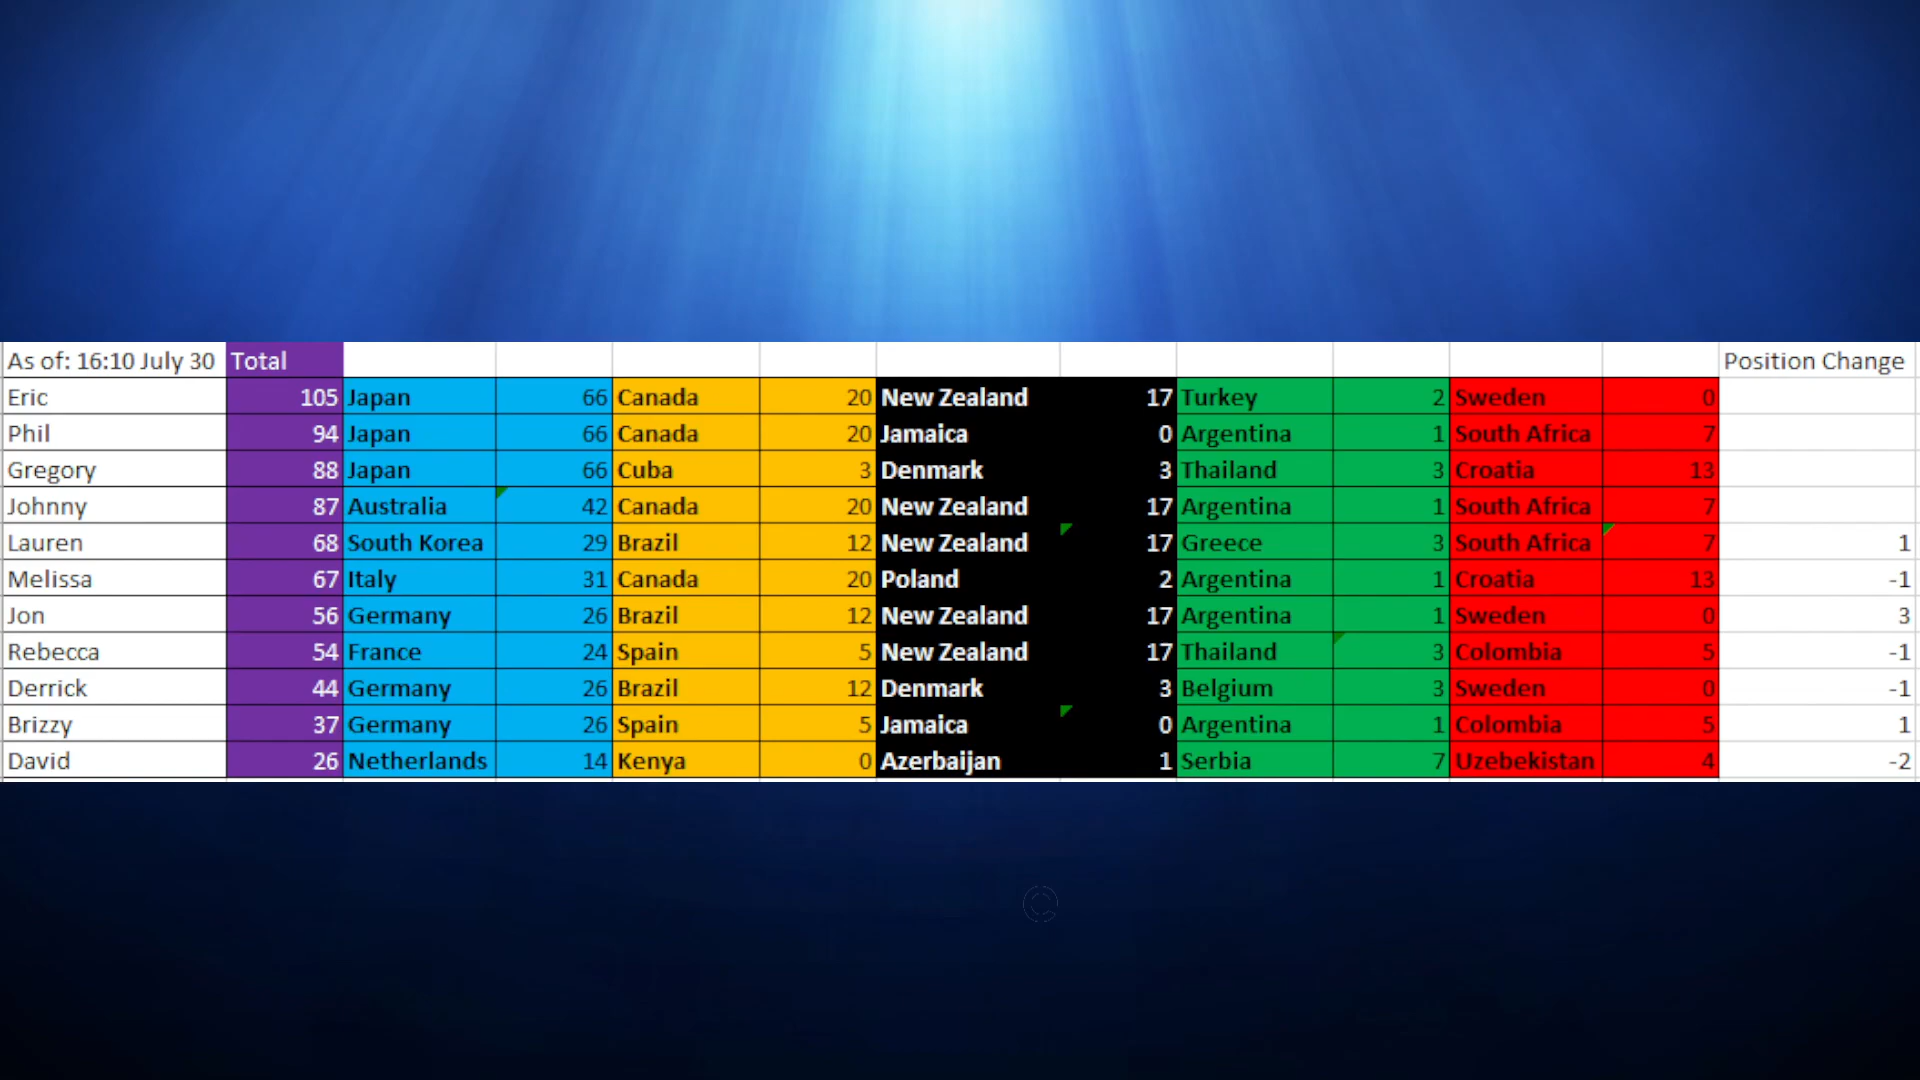 As of: 16:10 July 30 Total Position Change
Eric 105 Japan 66 Canada 20 New Zealand 17 Turkey 2 Sweden 0
Phil 94 Japan 66 Canada 20 Jamaica 0 Argentina 1 South Africa 7
Gregory 88 Japan 66 Cuba 3 Denmark 3 Thailand 3 Croatia 13
Johnny 87 Australia 42 Canada 20 New Zealand 17 Argentina 1 South Africa 7
Lauren 68 South Korea 29 Brazil 12 New Zealand 17 Greece 3 South Africa 7 1
Melissa 67 Italy 31 Canada 20 Poland 2 Argentina 1 Croatia 13 -1
Jon 56 Germany 26 Brazil 12 New Zealand 17 Argentina 1 Sweden 0 3
Rebecca 54 France 24 Spain 5 New Zealand 17 Thailand 3 Colombia 5 -1
Derrick 44 Germany 26 Brazil 12 Denmark 3 Belgium 3 Sweden 0 -1
Brizzy 37 Germany 26 Spain 5 Jamaica 0 Argentina 1 Colombia 5 1
David 26 Netherlands 14 Kenya 0 Azerbaijan 1 Serbia 7 Uzebekistan 4 -2